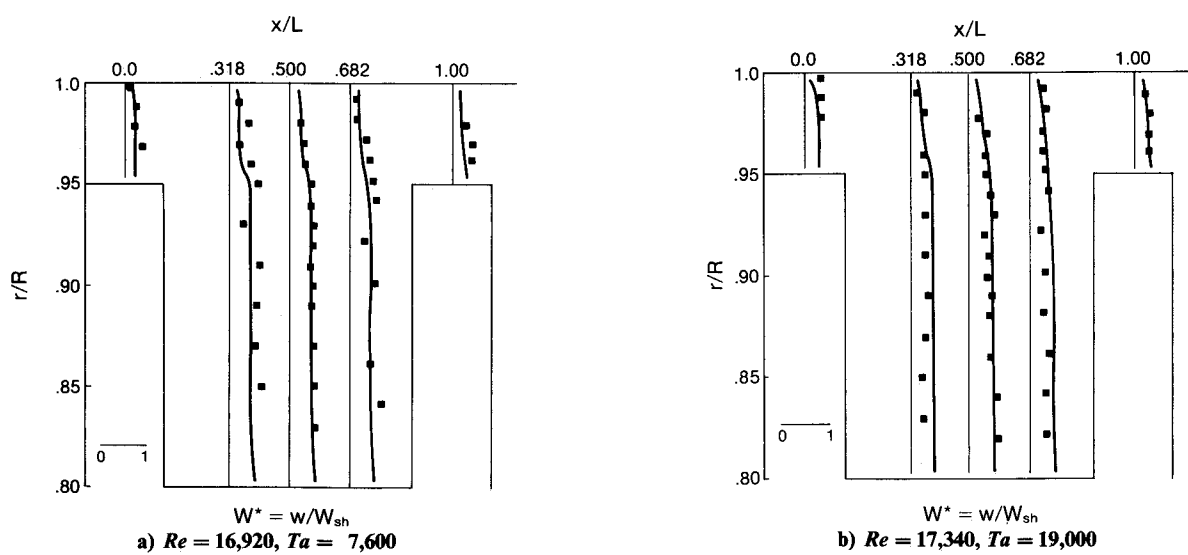 x/L
0.0 .318 .500 .682 1.00
1.0
.95
.90
.85
.80
r/R
0 1
W* = w/W_sh
a) Re = 16,920, Ta = 7,600
x/L
0.0 .318 .500 .682 1.00
1.0
.95
.90
.85
.80
r/R
0 1
W* = w/W_sh
b) Re = 17,340, Ta = 19,000